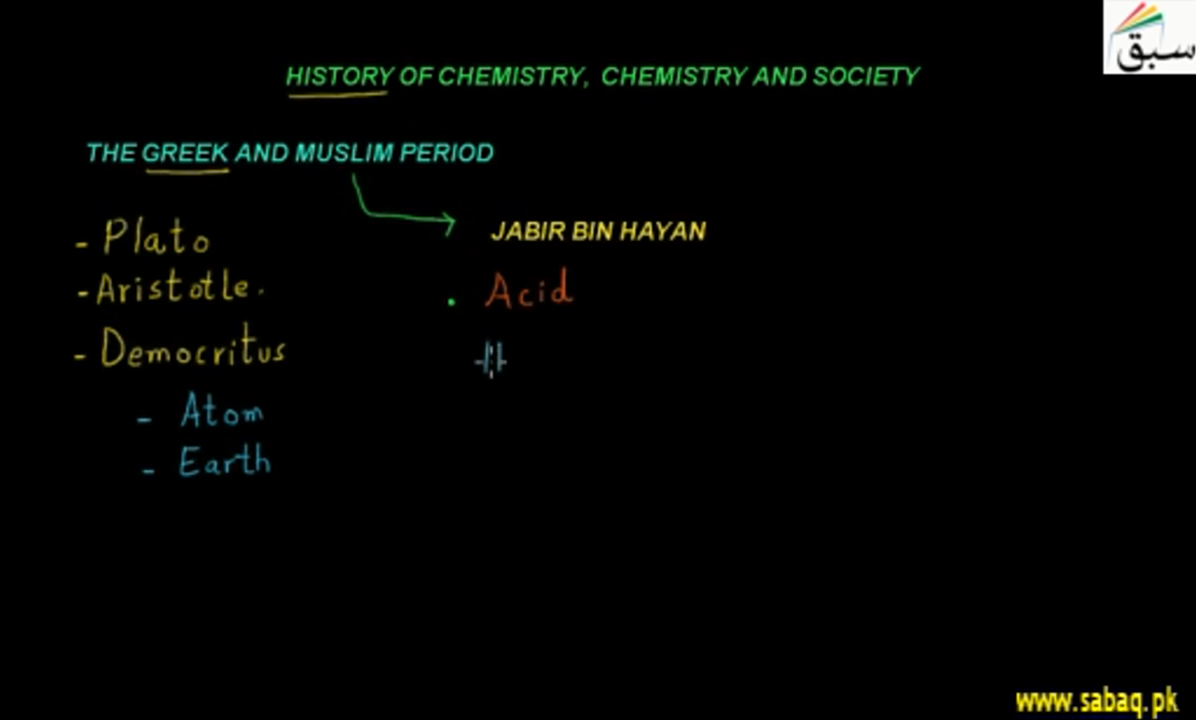 سبق
HISTORY OF CHEMISTRY, CHEMISTRY AND SOCIETY
THE GREEK AND MUSLIM PERIOD
- Plato
- Aristotle.
- Democritus
- Atom
- Earth
JABIR BIN HAYAN
. Acid
www.sabaq.pk